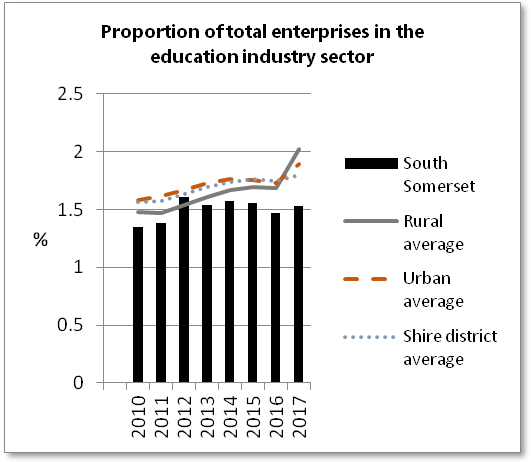 Proportion of total enterprises in the
education industry sector
2.5
2
1.5
1
0.5
0
%
2010
2011
2012
2013
2014
2015
2016
2017
South
Somerset
Rural
average
Urban
average
Shire district
average